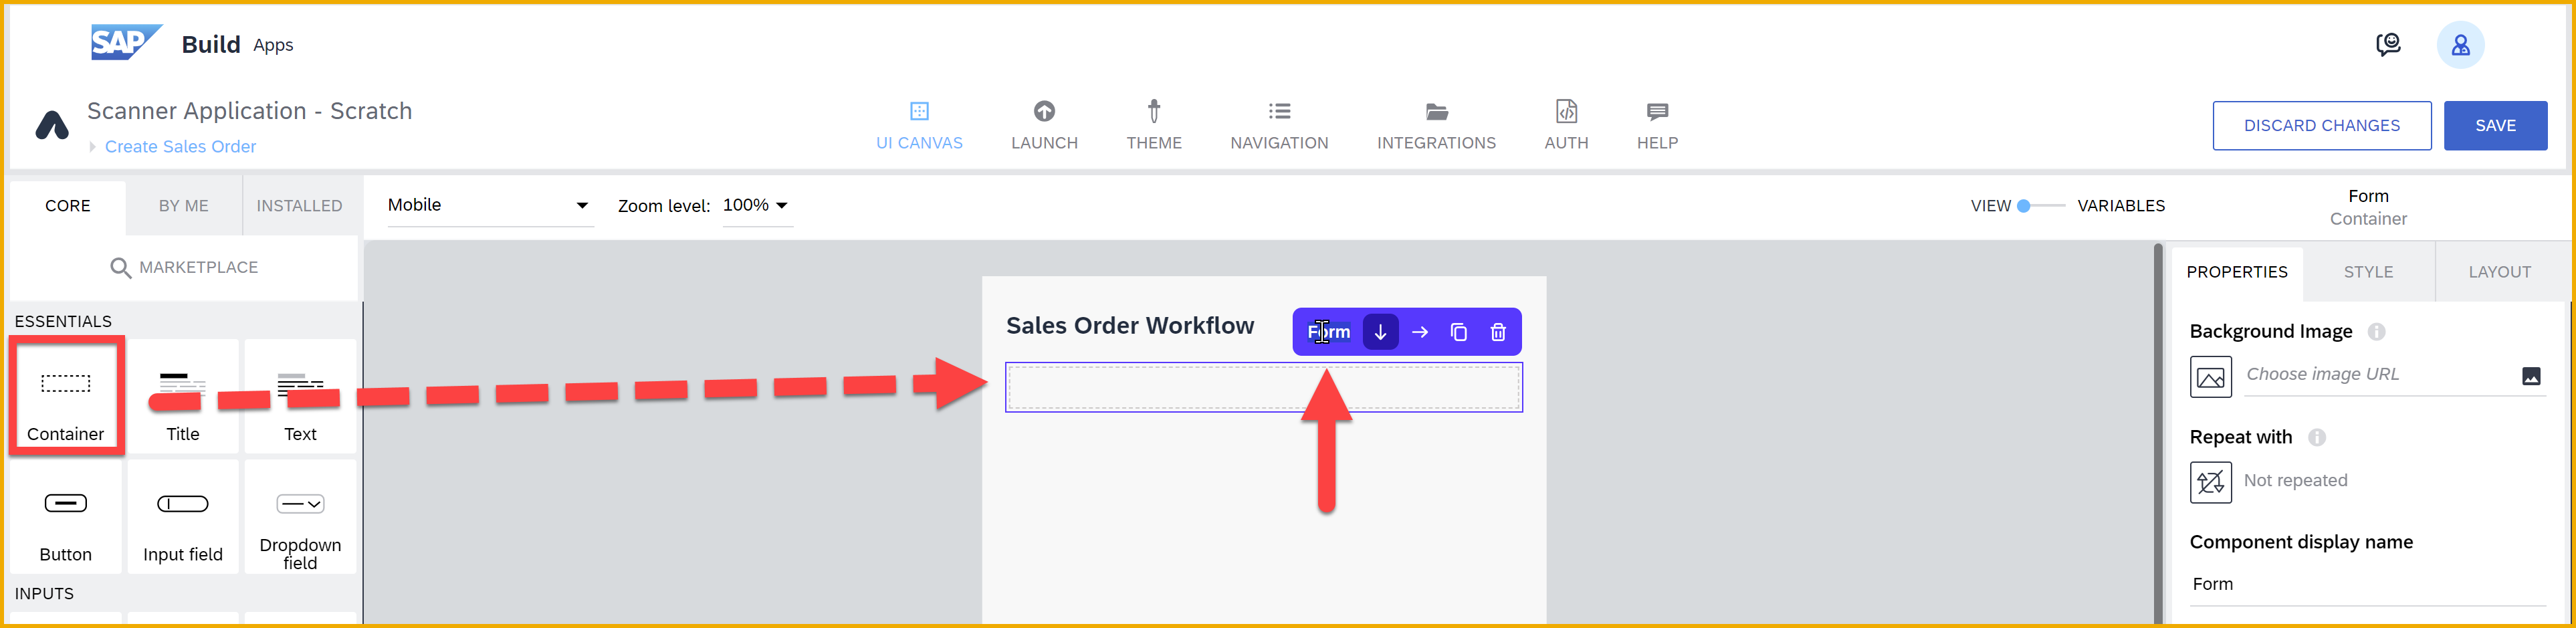 SAP Build Apps
Scanner Application - Scratch
Create Sales Order
UI CANVAS
LAUNCH
THEME
NAVIGATION
INTEGRATIONS
AUTH
HELP
DISCARD CHANGES
SAVE
CORE
BY ME
INSTALLED
Mobile
Zoom level: 100%
VIEW
VARIABLES
Form
Container
MARKETPLACE
PROPERTIES
STYLE
LAYOUT
ESSENTIALS
Container
Title
Text
Button
Input field
Dropdown
field
INPUTS
Sales Order Workflow
Form
Background Image
Choose image URL
Repeat with
Not repeated
Component display name
Form